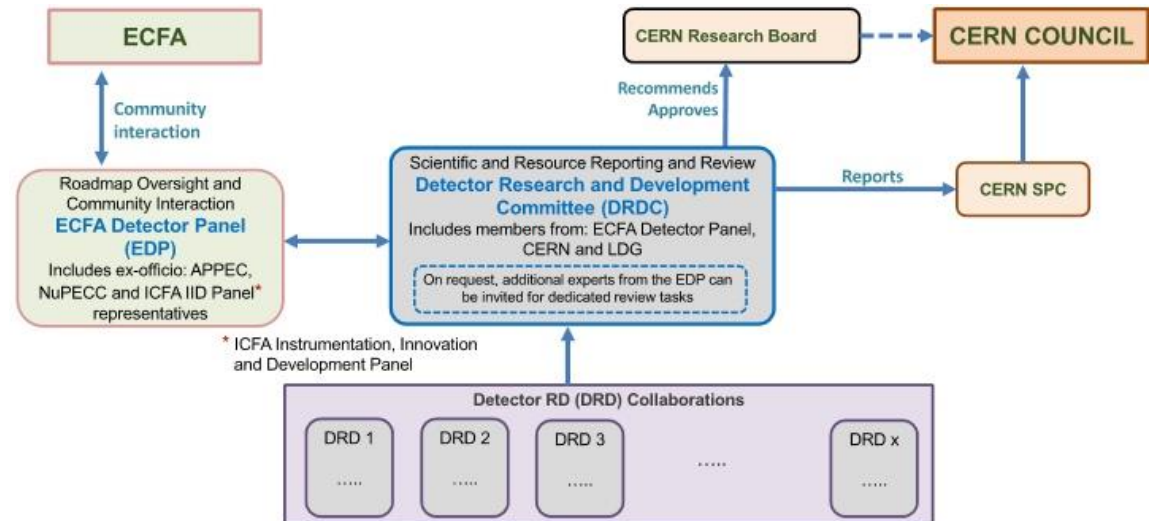 ECFA
CERN Research Board
CERN COUNCIL
Community
interaction
Recommends
Approves
Roadmap Oversight and
Community Interaction
ECFA Detector Panel
(EDP)
Includes ex-officio: APPEC,
NuPECC and ICFA IID Panel*
representatives
Scientific and Resource Reporting and Review
Detector Research and Development
Committee (DRDC)
Includes members from: ECFA Detector Panel,
CERN and LDG
On request, additional experts from the EDP can
be invited for dedicated review tasks
Reports
CERN SPC
* ICFA Instrumentation, Innovation
and Development Panel
Detector RD (DRD) Collaborations
DRD 1
.....
DRD 2
.....
DRD 3
.....
.....
DRD x
.....